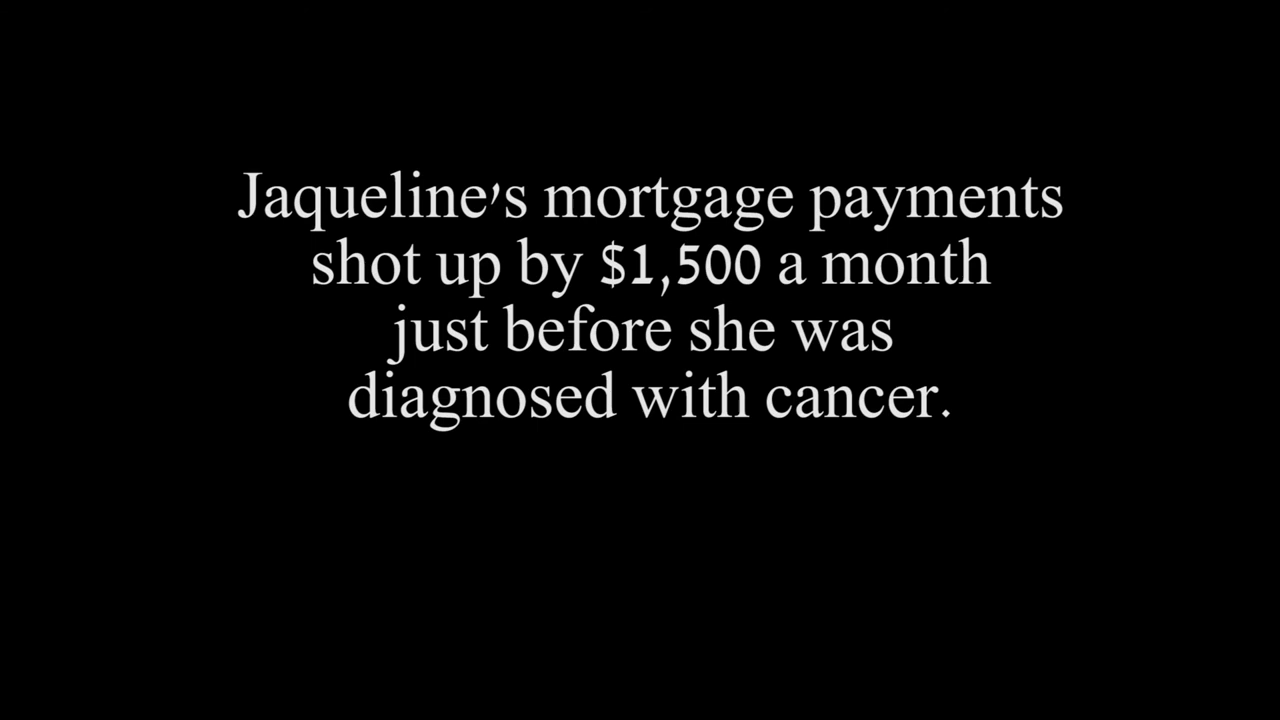 Jaqueline's mortgage payments
shot up by $1,500 a month
just before she was
diagnosed with cancer.